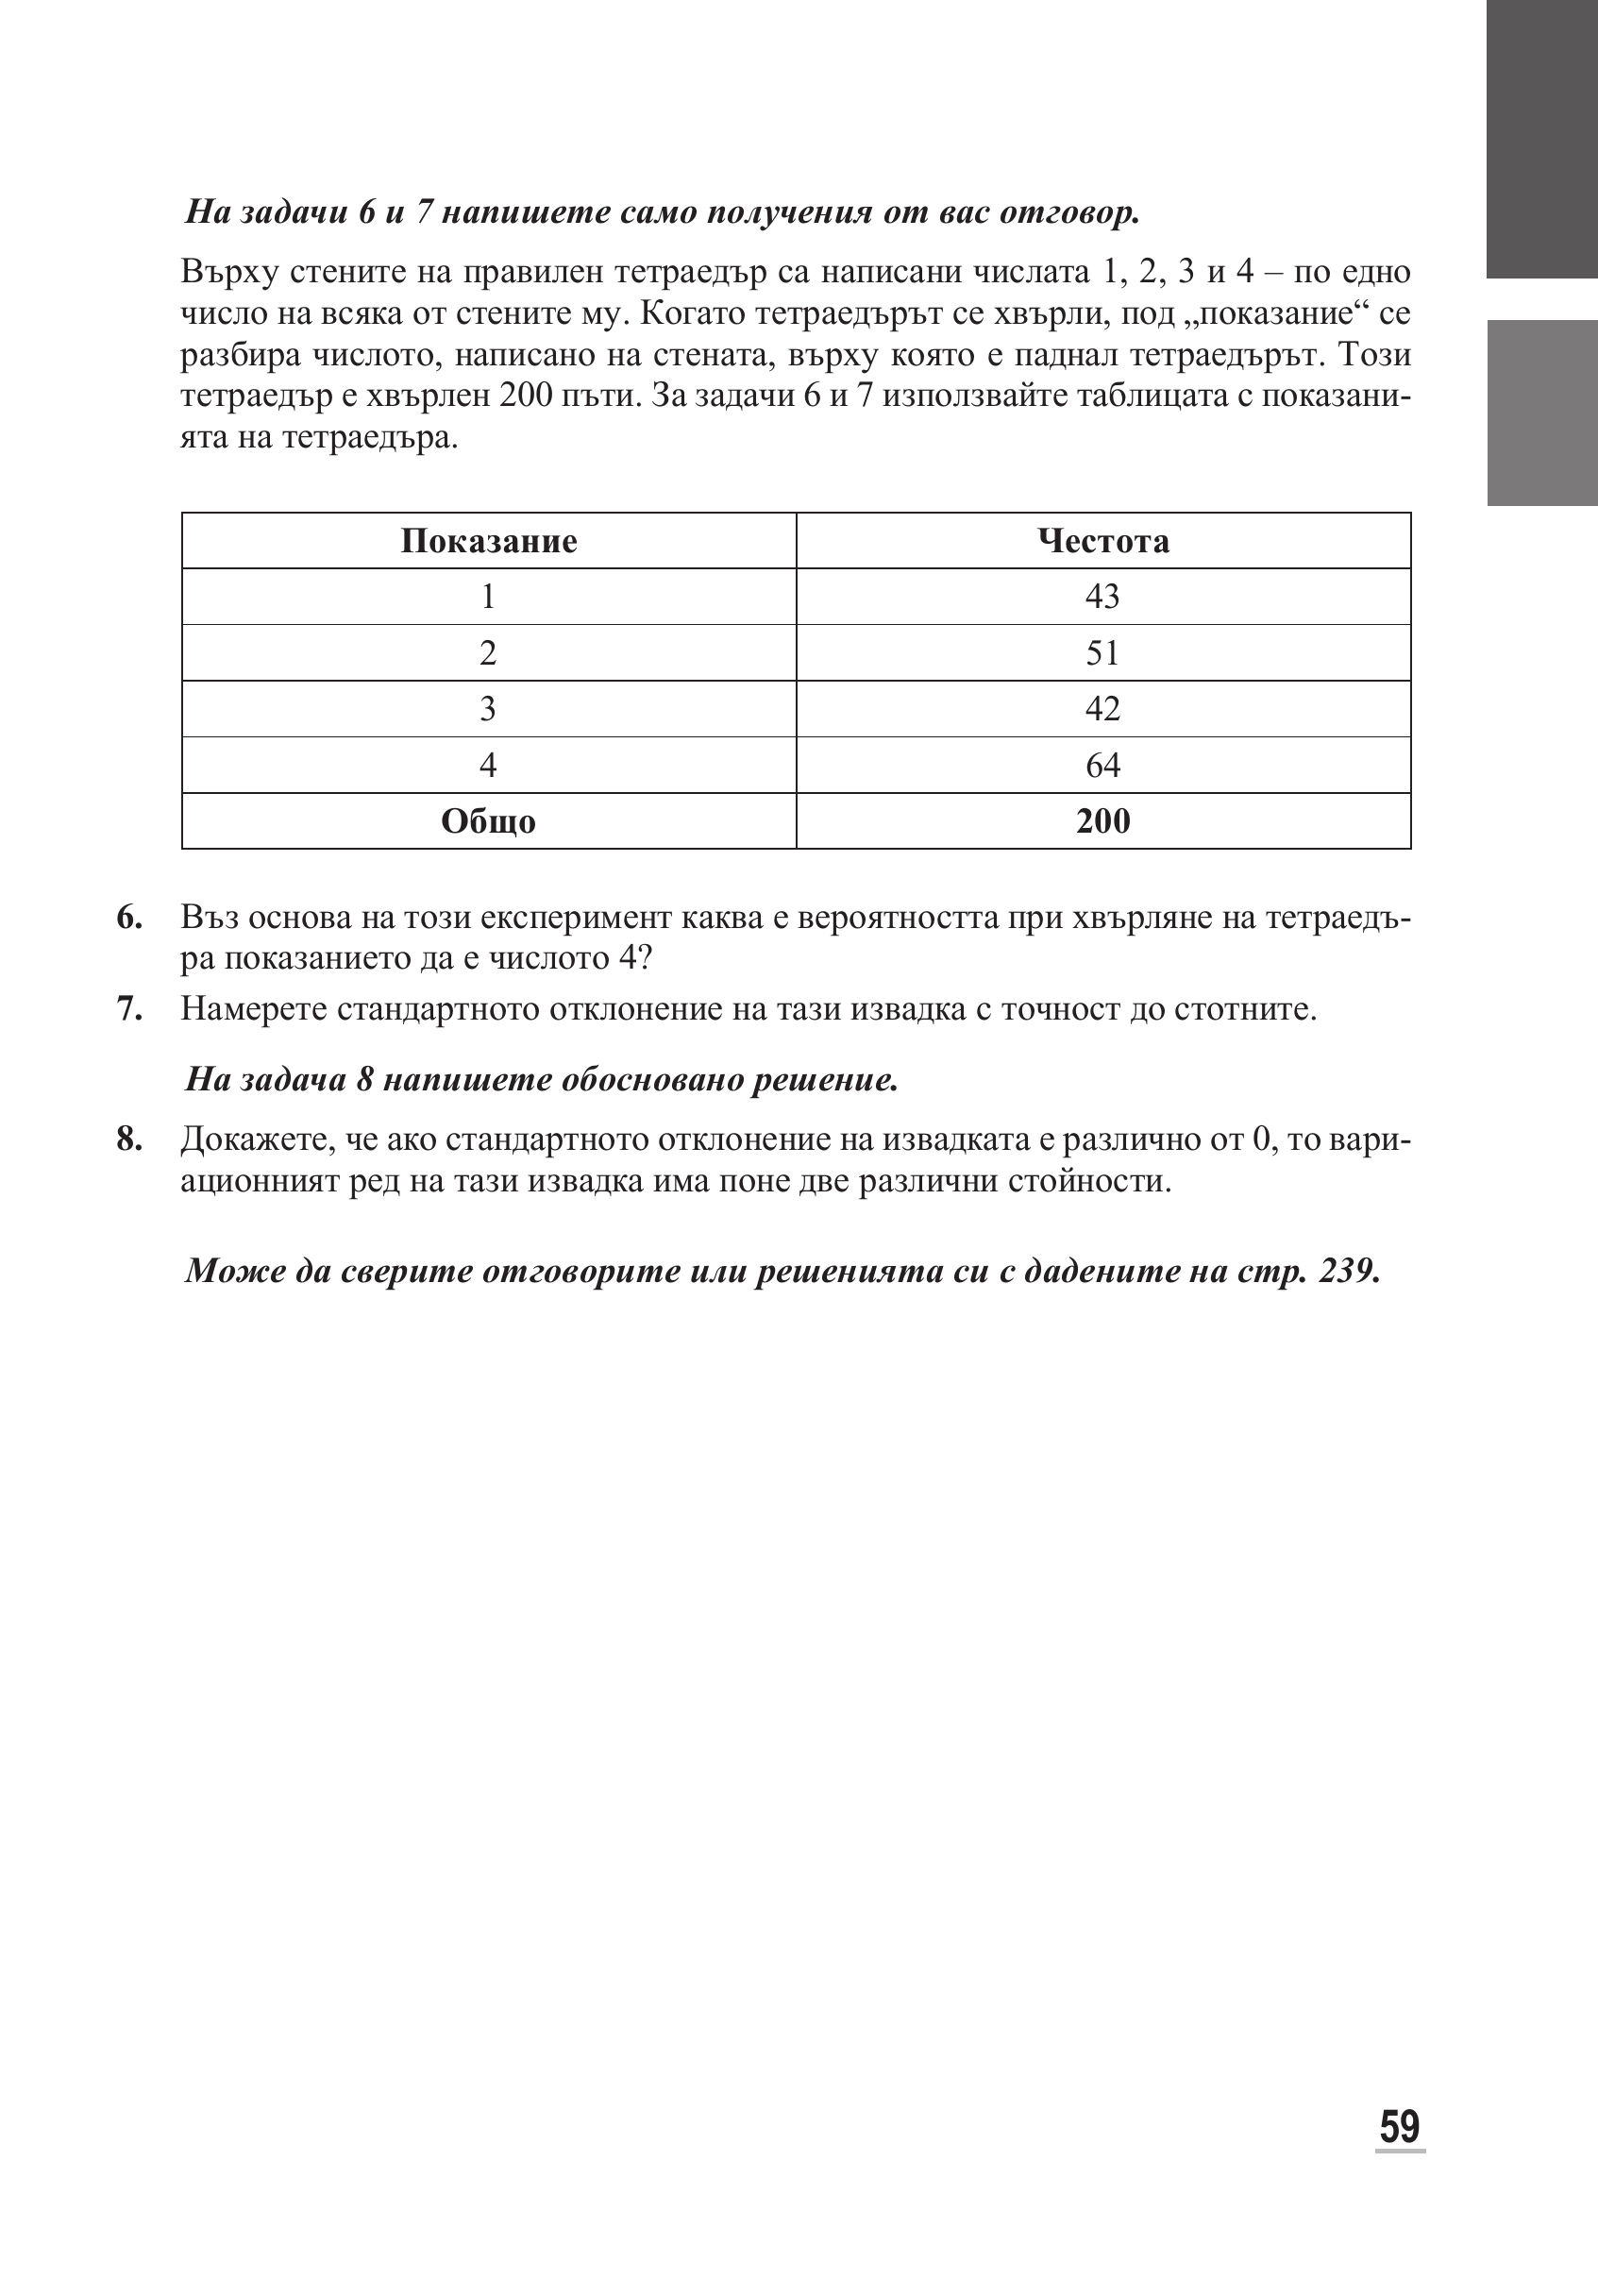 На задачи 6 и 7 напишете само получения от вас отговор.
Върху стените на правилен тетраедър са написани числата 1, 2, 3 и 4 – по едно
число на всяка от стените му. Когато тетраедърът се хвърли, под „показание“ се
разбира числото, написано на стената, върху която е паднал тетраедърът. Този
тетраедър е хвърлен 200 пъти. За задачи 6 и 7 използвайте таблицата с показани-
ята на тетраедъра.
Показание Честота
1 43
2 51
3 42
4 64
Общо 200
6. Въз основа на този експеримент каква е вероятността при хвърляне на тетраедъ-
ра показанието да е числото 4?
7. Намерете стандартното отклонение на тази извадка с точност до стотните.
На задача 8 напишете обосновано решение.
8. Докажете, че ако стандартното отклонение на извадката е различно от 0, то вари-
ационният ред на тази извадка има поне две различни стойности.
Може да сверите отговорите или решенията си с дадените на стр. 239.
59